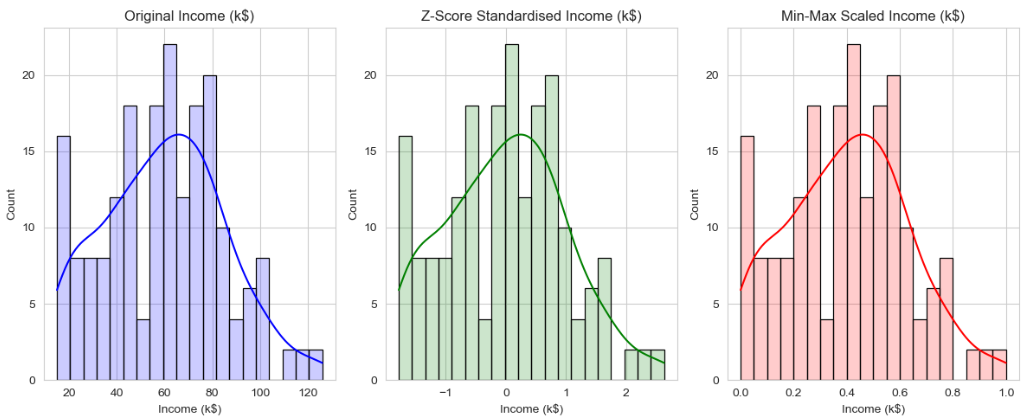 Original Income (k$)
Z-Score Standardised Income (k$)
Min-Max Scaled Income (k$)
Count
20
15
10
5
0
20 40 60 80 100 120
Income (k$)
Count
20
15
10
5
0
−1 0 1 2
Income (k$)
Count
20
15
10
5
0
0.0 0.2 0.4 0.6 0.8 1.0
Income (k$)